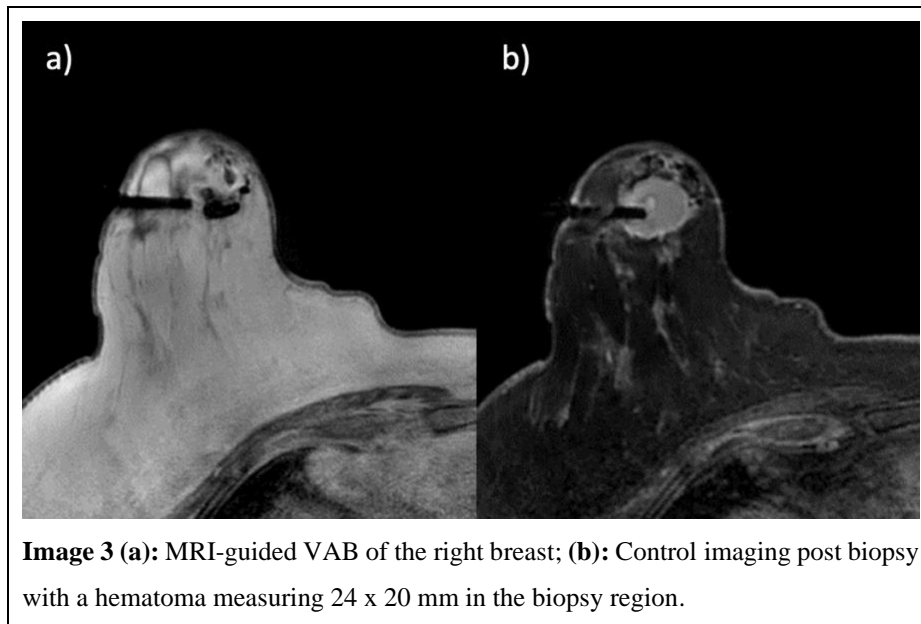 a)
b)
Image 3 (a): MRI-guided VAB of the right breast; (b): Control imaging post biopsy
with a hematoma measuring 24 x 20 mm in the biopsy region.